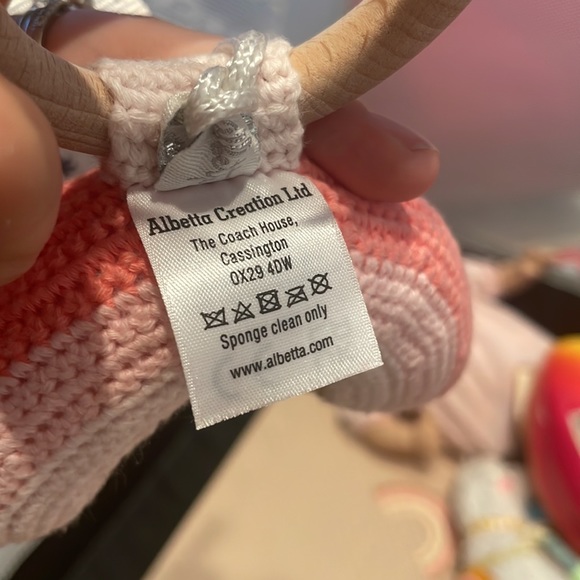 Albetta Creation Ltd
The Coach House,
Cassington
OX29 4DW
Sponge clean only
www.albetta.com